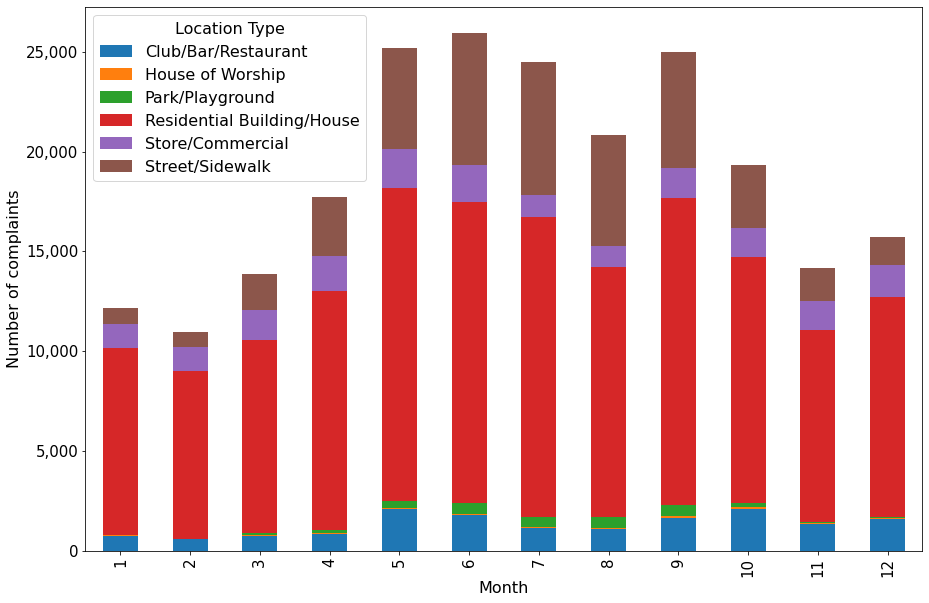 Location Type
Club/Bar/Restaurant
House of Worship
Park/Playground
Residential Building/House
Store/Commercial
Street/Sidewalk
Number of complaints
25,000
20,000
15,000
10,000
5,000
0
1 2 3 4 5 6 7 8 9 10 11 12
Month